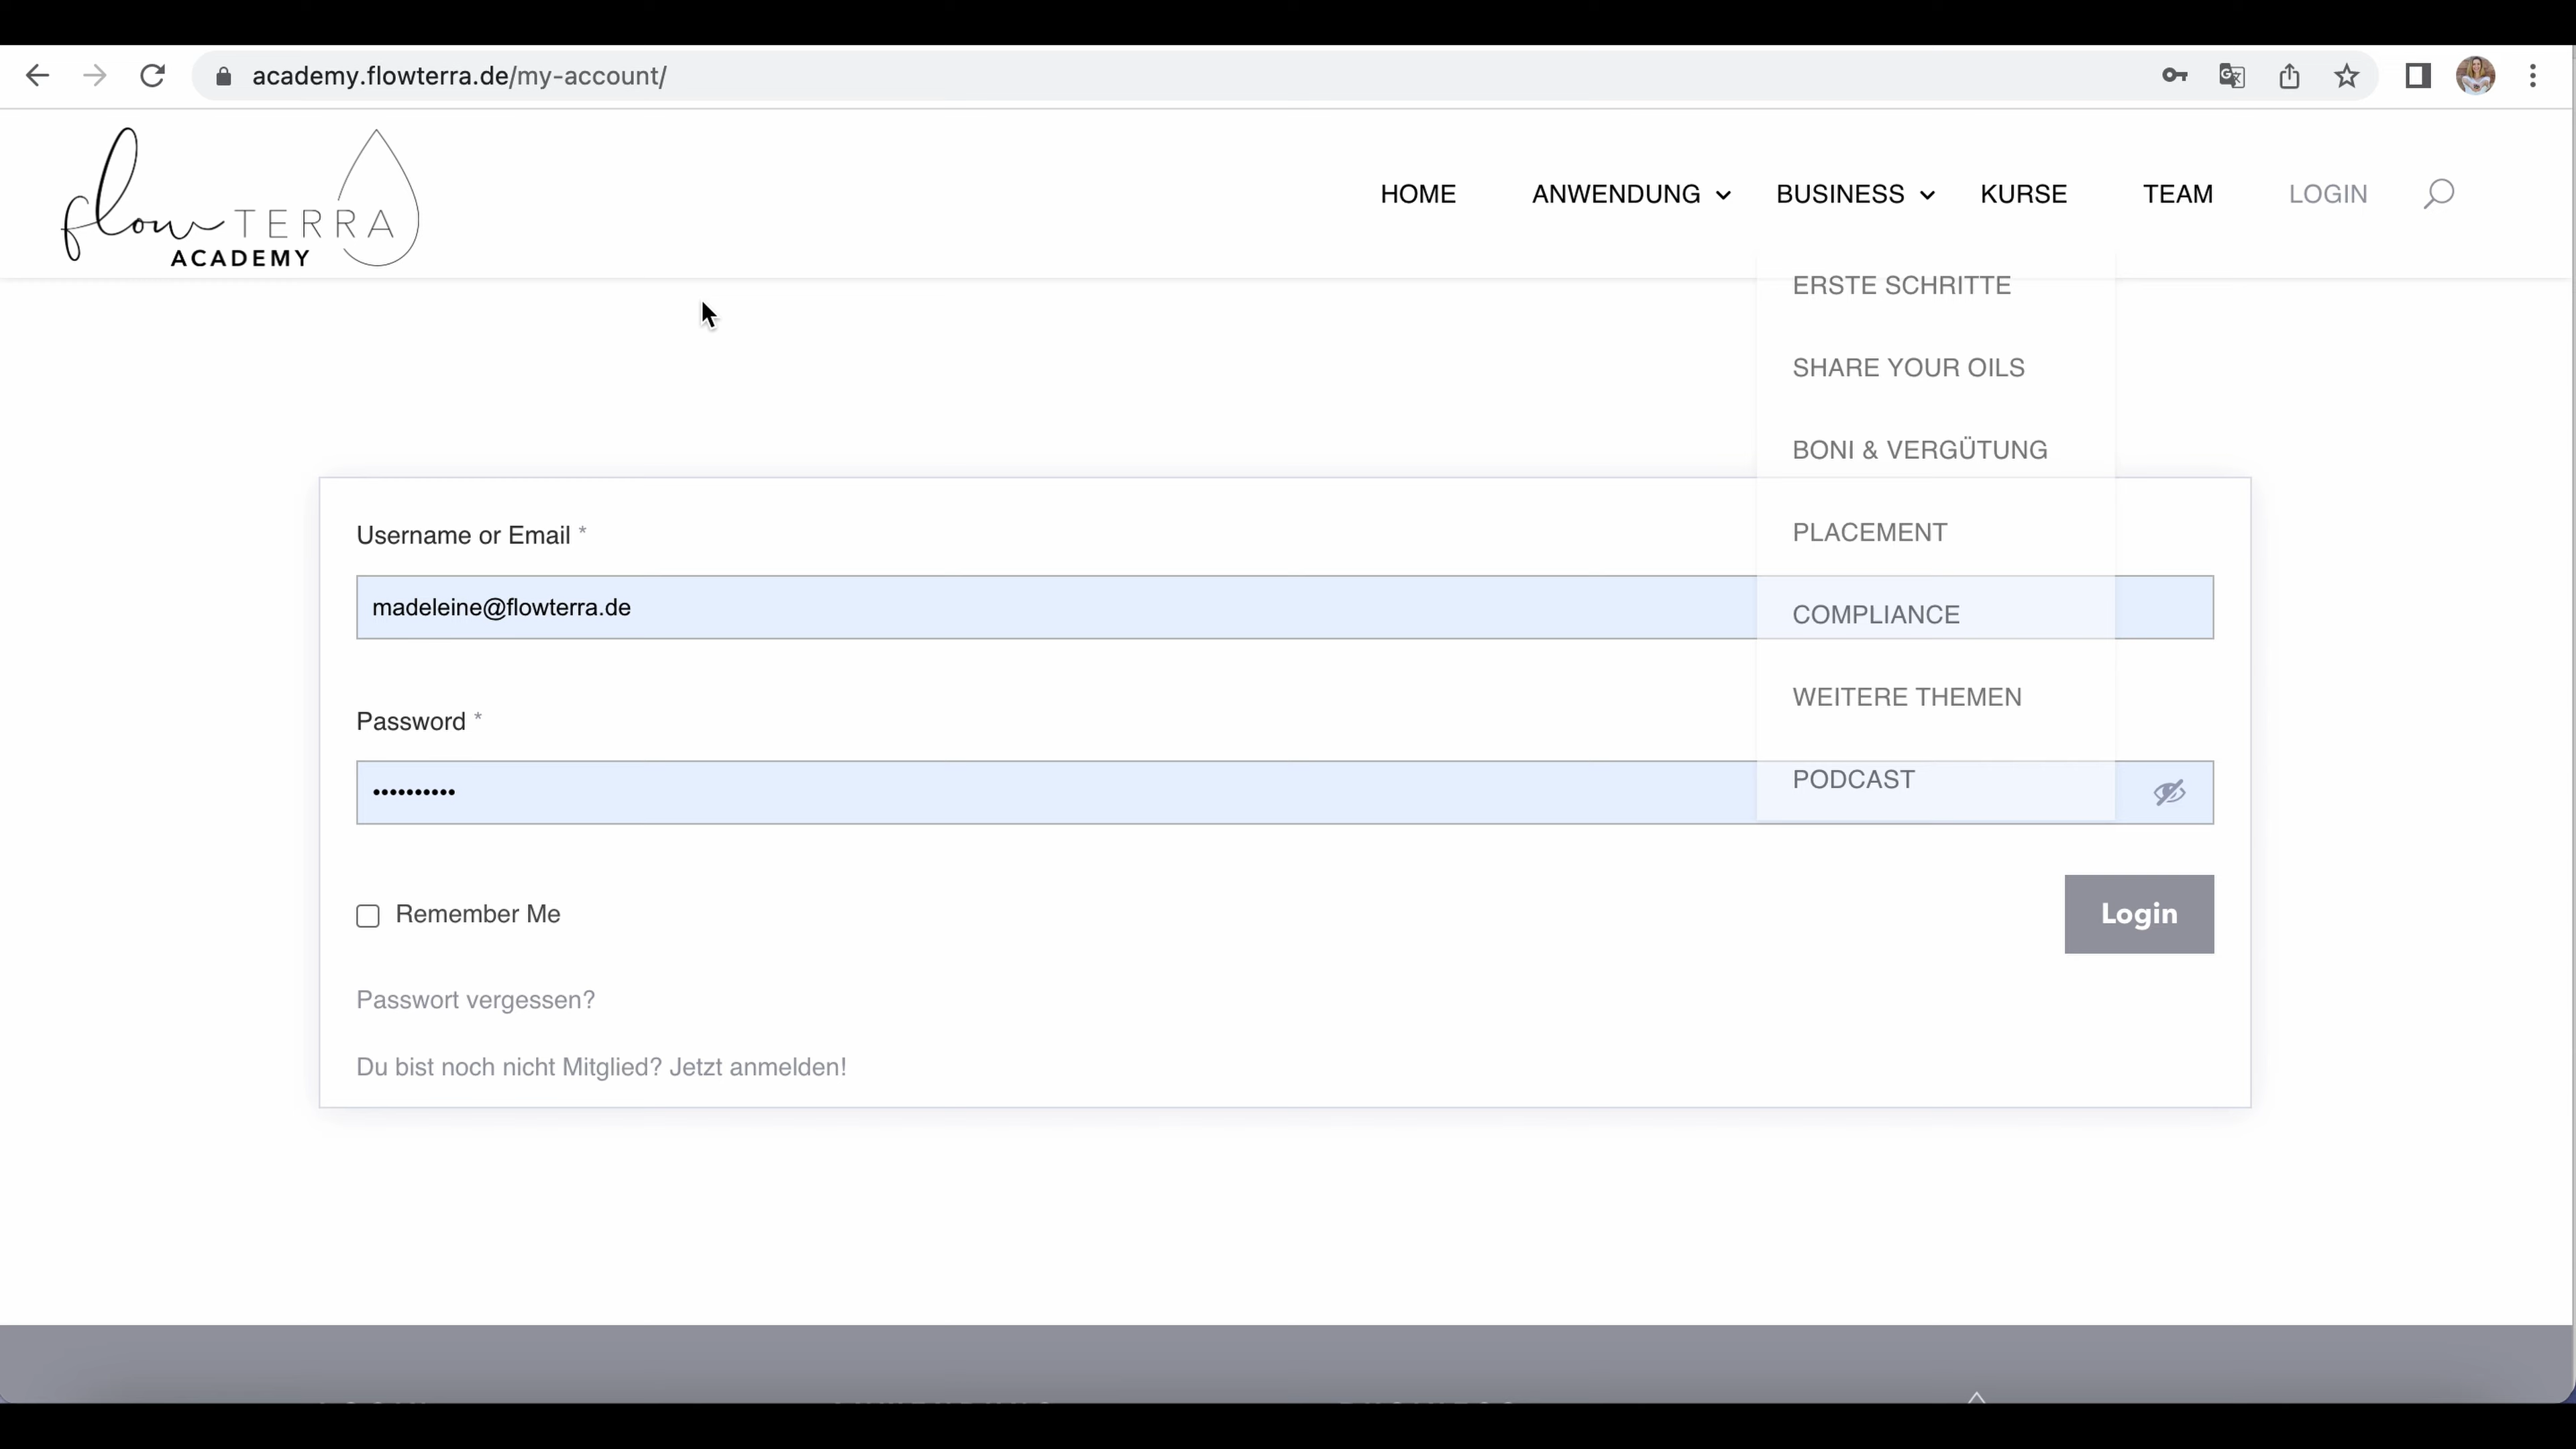 academy.flowterra.de/my-account/
flow TERRA
ACADEMY
HOME
ANWENDUNG
BUSINESS
KURSE
TEAM
LOGIN
ERSTE SCHRITTE
SHARE YOUR OILS
BONI & VERGÜTUNG
PLACEMENT
COMPLIANCE
WEITERE THEMEN
PODCAST
Username or Email *
madeleine@flowterra.de
Password *
••••••••••
Remember Me
Login
Passwort vergessen?
Du bist noch nicht Mitglied? Jetzt anmelden!